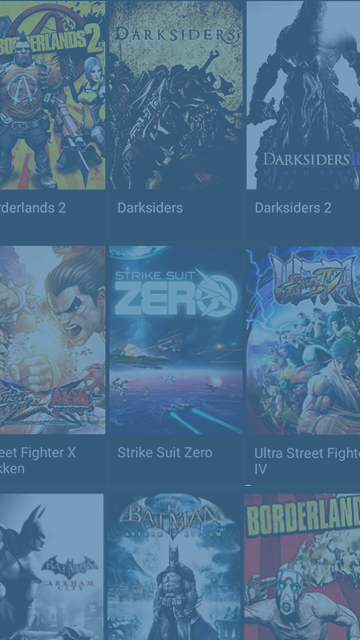 BORDERLANDS 2
DARKSIDERS
DARKSIDERS
rderlands 2
Darksiders
Darksiders 2
STRIKE SUIT
ZERO
IV
eet Fighter X
kken
Strike Suit Zero
Ultra Street Fighte
IV
BATMAN
ARKHAM CITY
BATMAN
ARKHAM ASYLUM
BORDERLAND